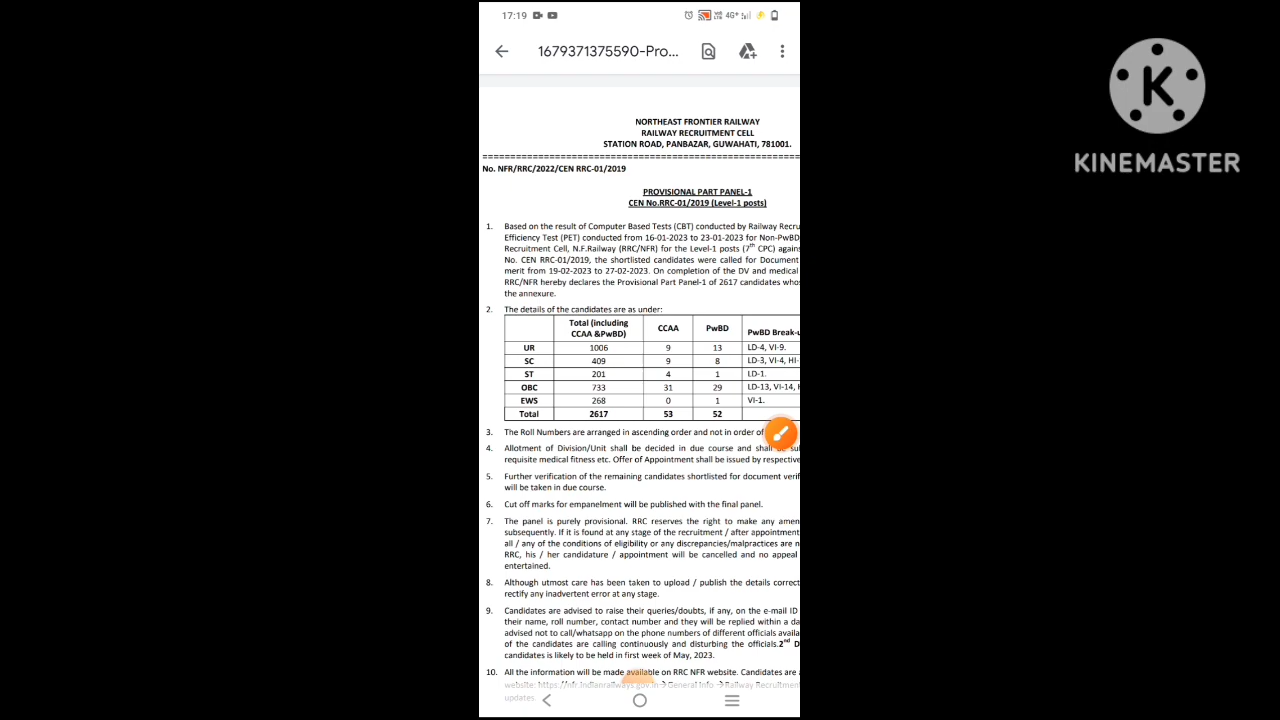 17:19
4G+
1679371375590-Pro...
K
KINEMASTER
NORTHEAST FRONTIER RAILWAY
RAILWAY RECRUITMENT CELL
STATION ROAD, PANBAZAR, GUWAHATI, 781001.
No. NFR/RRC/2022/CEN RRC-01/2019
PROVISIONAL PART PANEL-1
CEN No.RRC-01/2019 (Level-1 posts)
1. Based on the result of Computer Based Tests (CBT) conducted by Railway Recru
Efficiency Test (PET) conducted from 16-01-2023 to 23-01-2023 for Non-PwBD
Recruitment Cell, N.F.Railway (RRC/NFR) for the Level-1 posts (7th CPC) again
No. CEN RRC-01/2019, the shortlisted candidates were called for Document
merit from 19-02-2023 to 27-02-2023. On completion of the DV and medical
RRC/NFR hereby declares the Provisional Part Panel-1 of 2617 candidates whos
the annexure.
2. The details of the candidates are as under:
Total (including CCAA PwBD PwBD Break-u
CCAA &PwBD)
UR 1006 9 13 LD-4, VI-9.
SC 409 9 8 LD-3, VI-4, HI-
ST 201 4 1 LD-1.
OBC 733 31 29 LD-13, VI-14, H
EWS 268 0 1 VI-1.
Total 2617 53 52
3. The Roll Numbers are arranged in ascending order and not in order of
4. Allotment of Division/Unit shall be decided in due course and shall be su
requisite medical fitness etc. Offer of Appointment shall be issued by respective
5. Further verification of the remaining candidates shortlisted for document verif
will be taken in due course.
6. Cut off marks for empanelment will be published with the final panel.
7. The panel is purely provisional. RRC reserves the right to make any amen
subsequently. If it is found at any stage of the recruitment / after appointment
all / any of the conditions of eligibility or any discrepancies/malpractices are n
RRC, his / her candidature / appointment will be cancelled and no appeal
entertained.
8. Although utmost care has been taken to upload / publish the details correct
rectify any inadvertent error at any stage.
9. Candidates are advised to raise their queries/doubts, if any, on the e-mail ID
their name, roll number, contact number and they will be replied within a da
advised not to call/whatsapp on the phone numbers of different officials availa
of the candidates are calling continuously and disturbing the officials.2nd D
candidates is likely to be held in first week of May, 2023.
10. All the information will be made available on RRC NFR website. Candidates are a
website: https://nfr.indianrailways.gov.in →General Info →Railway Recruitment
updates.